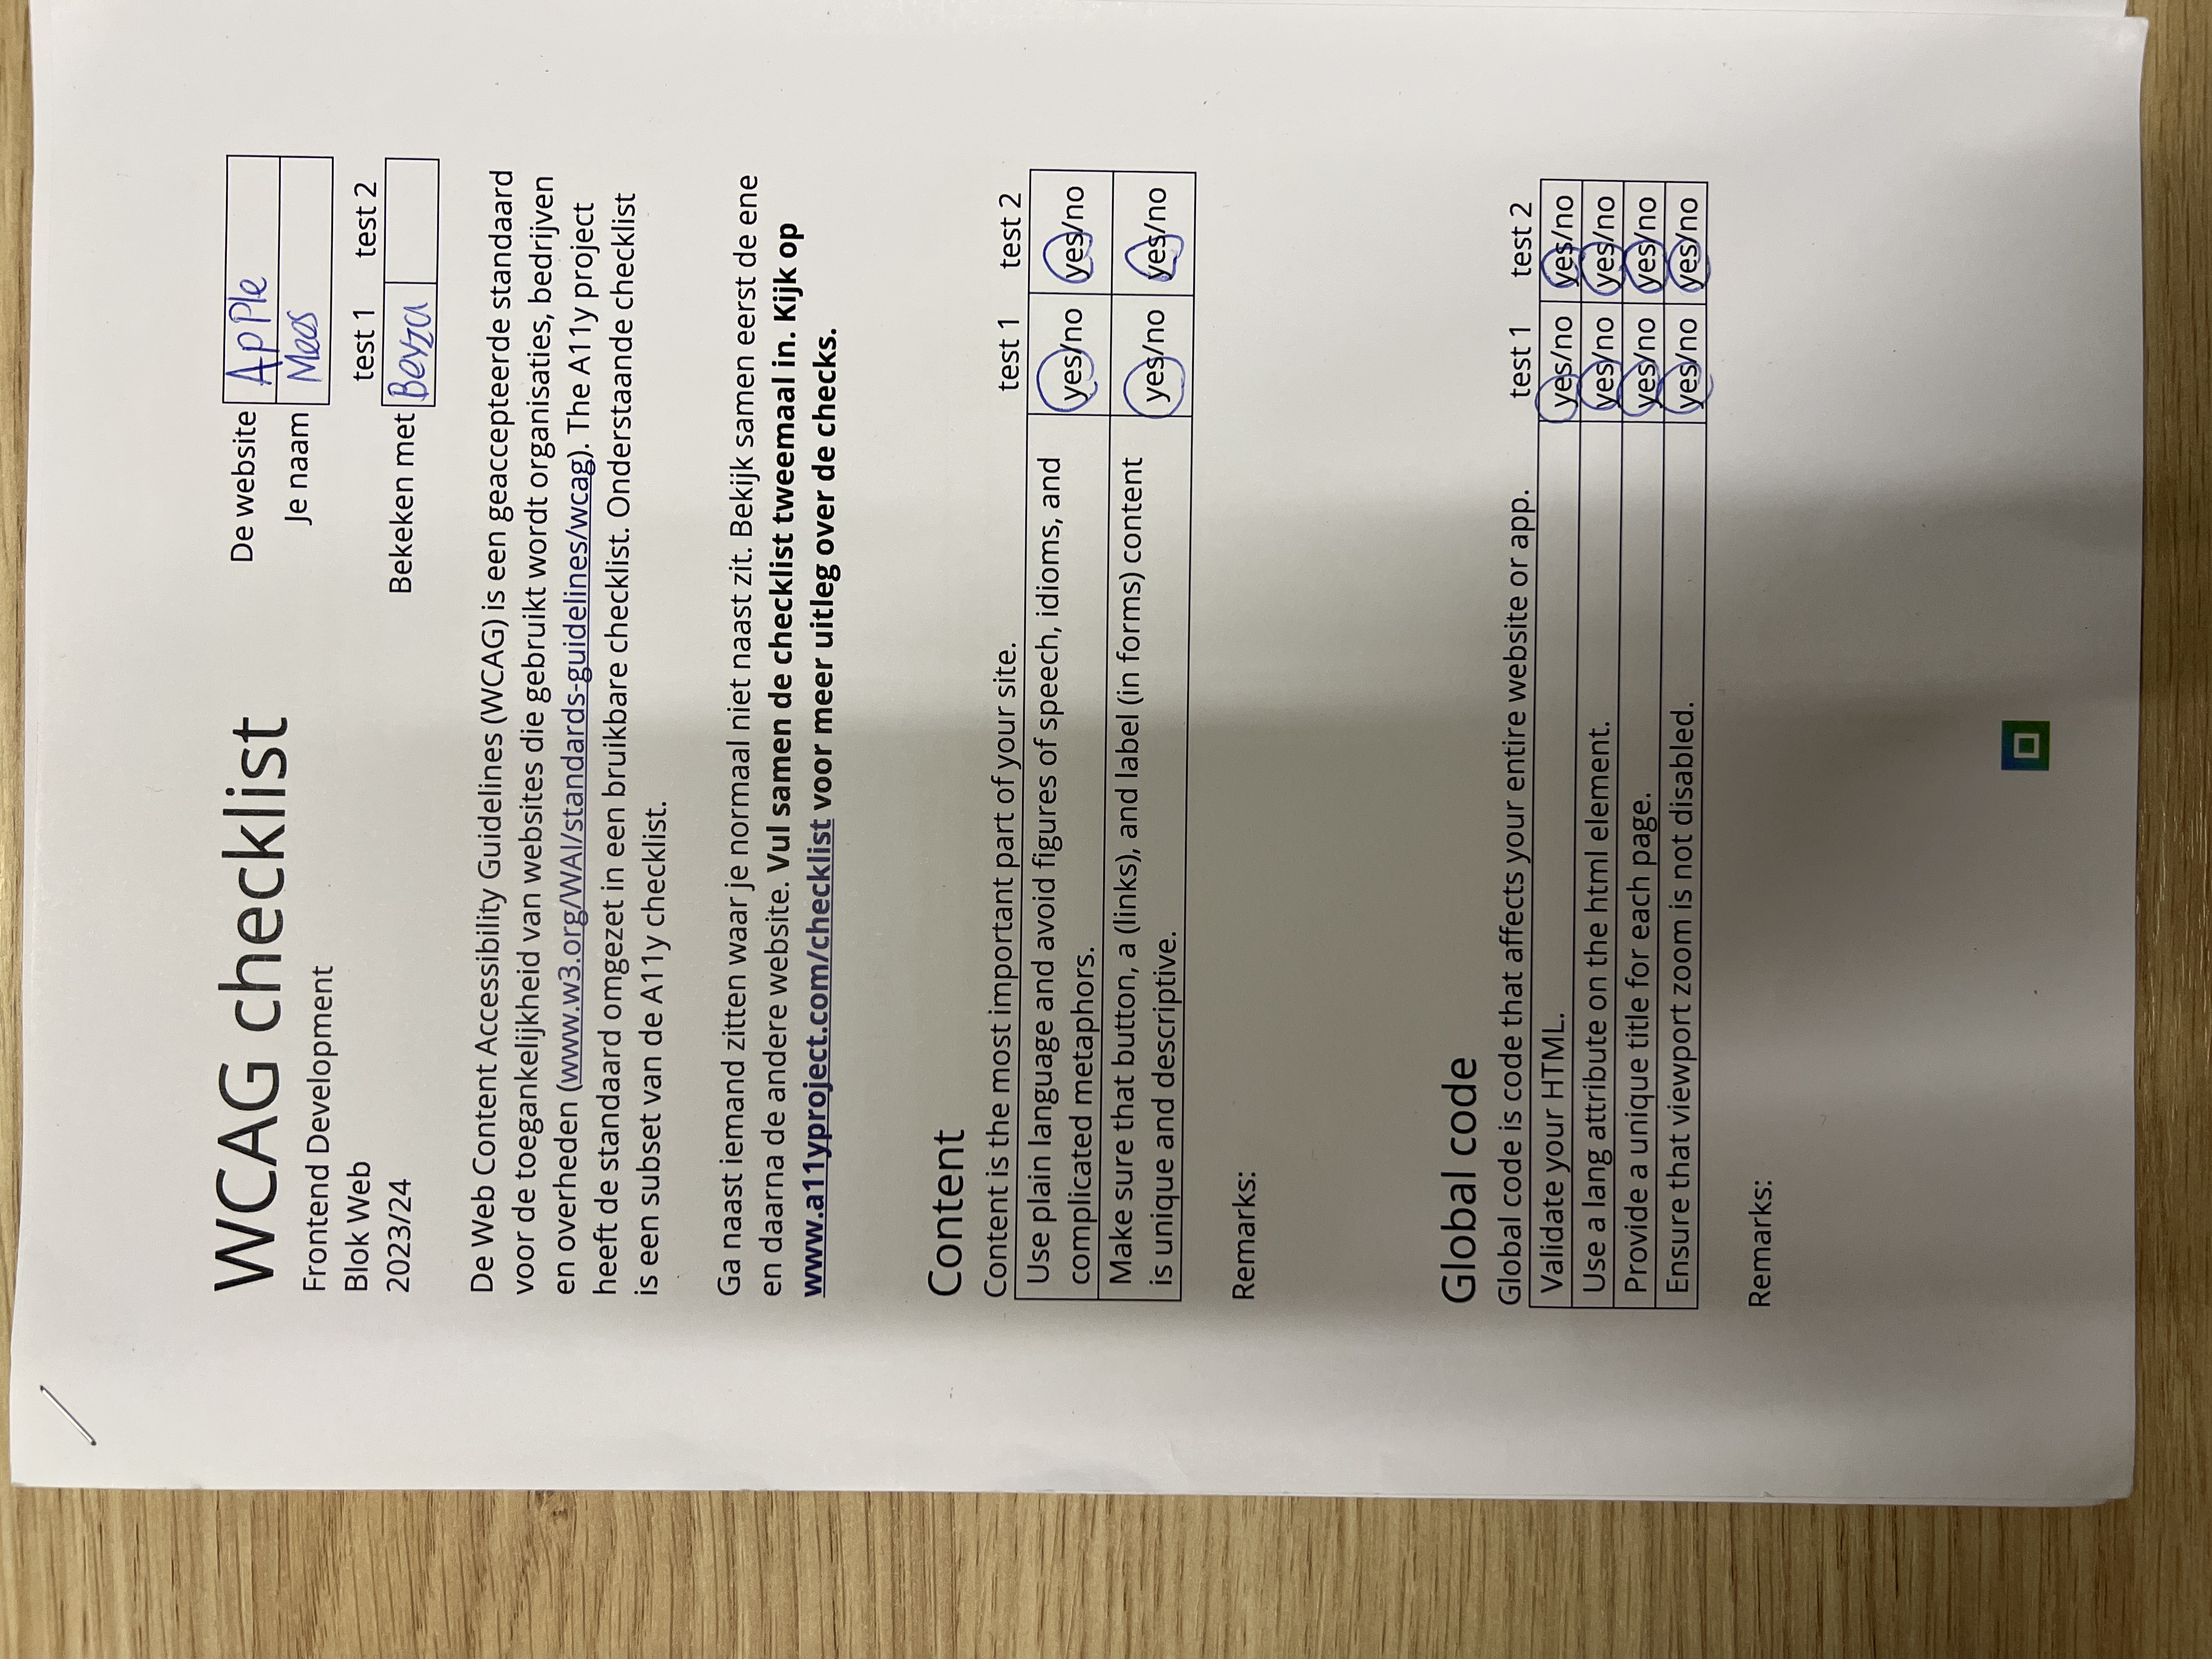 WCAG checklist
Frontend Development
Blok Web
2023/24
De website ApPle
Je naam Mees
test 1 test 2
Bekeken met Beyza
De Web Content Accessibility Guidelines (WCAG) is een geaccepteerde standaard
voor de toegankelijkheid van websites die gebruikt wordt organisaties, bedrijven
en overheden (www.w3.org/WAI/standards-guidelines/wcag). The A11y project
heeft de standaard omgezet in een bruikbare checklist. Onderstaande checklist
is een subset van de A11y checklist.
Ga naast iemand zitten waar je normaal niet naast zit. Bekijk samen eerst de ene
en daarna de andere website. Vul samen de checklist tweemaal in. Kijk op
www.a11yproject.com/checklist voor meer uitleg over de checks.
Content
Content is the most important part of your site. test 1 test 2
Use plain language and avoid figures of speech, idioms, and
complicated metaphors. yes/no yes/no
Make sure that button, a (links), and label (in forms) content
is unique and descriptive. yes/no yes/no
Remarks:
Global code
Global code is code that affects your entire website or app. test 1 test 2
Validate your HTML. yes/no yes/no
Use a lang attribute on the html element. yes/no yes/no
Provide a unique title for each page. yes/no yes/no
Ensure that viewport zoom is not disabled. yes/no yes/no
Remarks: